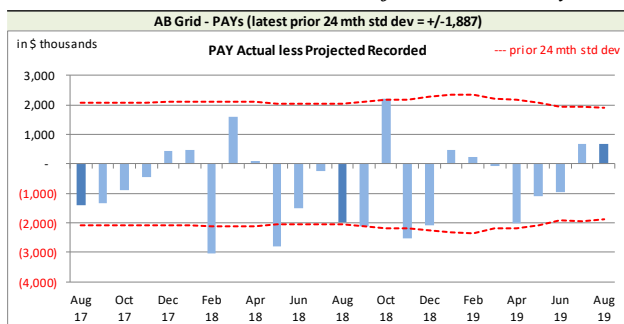 AB Grid - PAYs (latest prior 24 mth std dev = +/-1,887)
in $ thousands
PAY Actual less Projected Recorded
--- prior 24 mth std dev
3,000
2,000
1,000
-
(1,000)
(2,000)
(3,000)
(4,000)
Aug Oct Dec Feb Apr Jun Aug Oct Dec Feb Apr Jun Aug
17 17 17 18 18 18 18 18 18 19 19 19 19